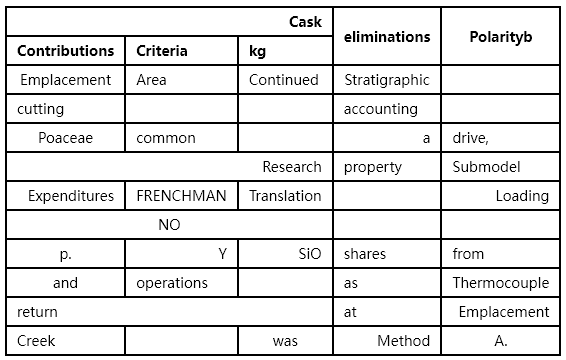 Cask eliminations Polarityb
Contributions Criteria kg
Emplacement Area Continued Stratigraphic
cutting accounting
Poaceae common a drive,
Research property Submodel
Expenditures FRENCHMAN Translation Loading
NO
p. Y SiO shares from
and operations as Thermocouple
return at Emplacement
Creek was Method A.